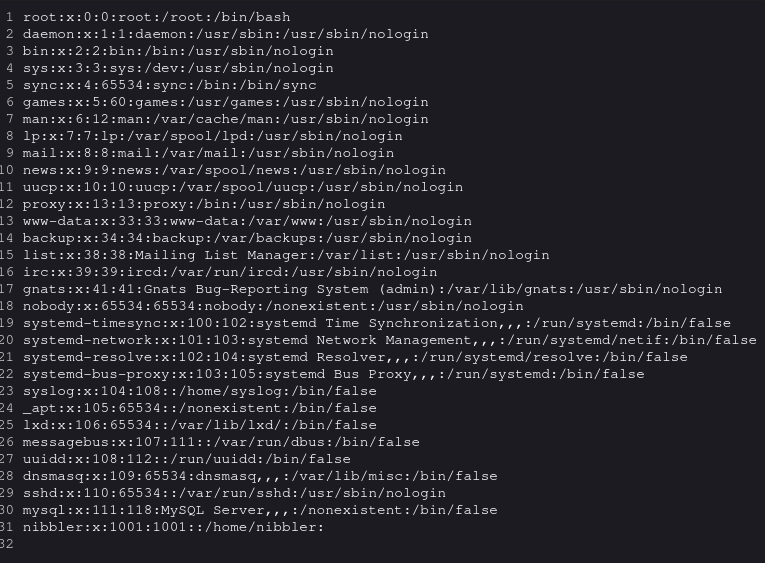 1 root:x:0:0:root:/root:/bin/bash
2 daemon:x:1:1:daemon:/usr/sbin:/usr/sbin/nologin
3 bin:x:2:2:bin:/bin:/usr/sbin/nologin
4 sys:x:3:3:sys:/dev:/usr/sbin/nologin
5 sync:x:4:65534:sync:/bin:/bin/sync
6 games:x:5:60:games:/usr/games:/usr/sbin/nologin
7 man:x:6:12:man:/var/cache/man:/usr/sbin/nologin
8 lp:x:7:7:lp:/var/spool/lpd:/usr/sbin/nologin
9 mail:x:8:8:mail:/var/mail:/usr/sbin/nologin
10 news:x:9:9:news:/var/spool/news:/usr/sbin/nologin
11 uucp:x:10:10:uucp:/var/spool/uucp:/usr/sbin/nologin
12 proxy:x:13:13:proxy:/bin:/usr/sbin/nologin
13 www-data:x:33:33:www-data:/var/www:/usr/sbin/nologin
14 backup:x:34:34:backup:/var/backups:/usr/sbin/nologin
15 list:x:38:38:Mailing List Manager:/var/list:/usr/sbin/nologin
16 irc:x:39:39:ircd:/var/run/ircd:/usr/sbin/nologin
17 gnats:x:41:41:Gnats Bug-Reporting System (admin):/var/lib/gnats:/usr/sbin/nologin
18 nobody:x:65534:65534:nobody:/nonexistent:/usr/sbin/nologin
19 systemd-timesync:x:100:102:systemd Time Synchronization,,,:/run/systemd:/bin/false
20 systemd-network:x:101:103:systemd Network Management,,,:/run/systemd/netif:/bin/false
21 systemd-resolve:x:102:104:systemd Resolver,,,:/run/systemd/resolve:/bin/false
22 systemd-bus-proxy:x:103:105:systemd Bus Proxy,,,:/run/systemd:/bin/false
23 syslog:x:104:108::/home/syslog:/bin/false
24 _apt:x:105:65534::/nonexistent:/bin/false
25 lxd:x:106:65534::/var/lib/lxd/:/bin/false
26 messagebus:x:107:111::/var/run/dbus:/bin/false
27 uuidd:x:108:112::/run/uuidd:/bin/false
28 dnsmasq:x:109:65534:dnsmasq,,,:/var/lib/misc:/bin/false
29 sshd:x:110:65534::/var/run/sshd:/usr/sbin/nologin
30 mysql:x:111:118:MySQL Server,,,:/nonexistent:/bin/false
31 nibbler:x:1001:1001::/home/nibbler:
32